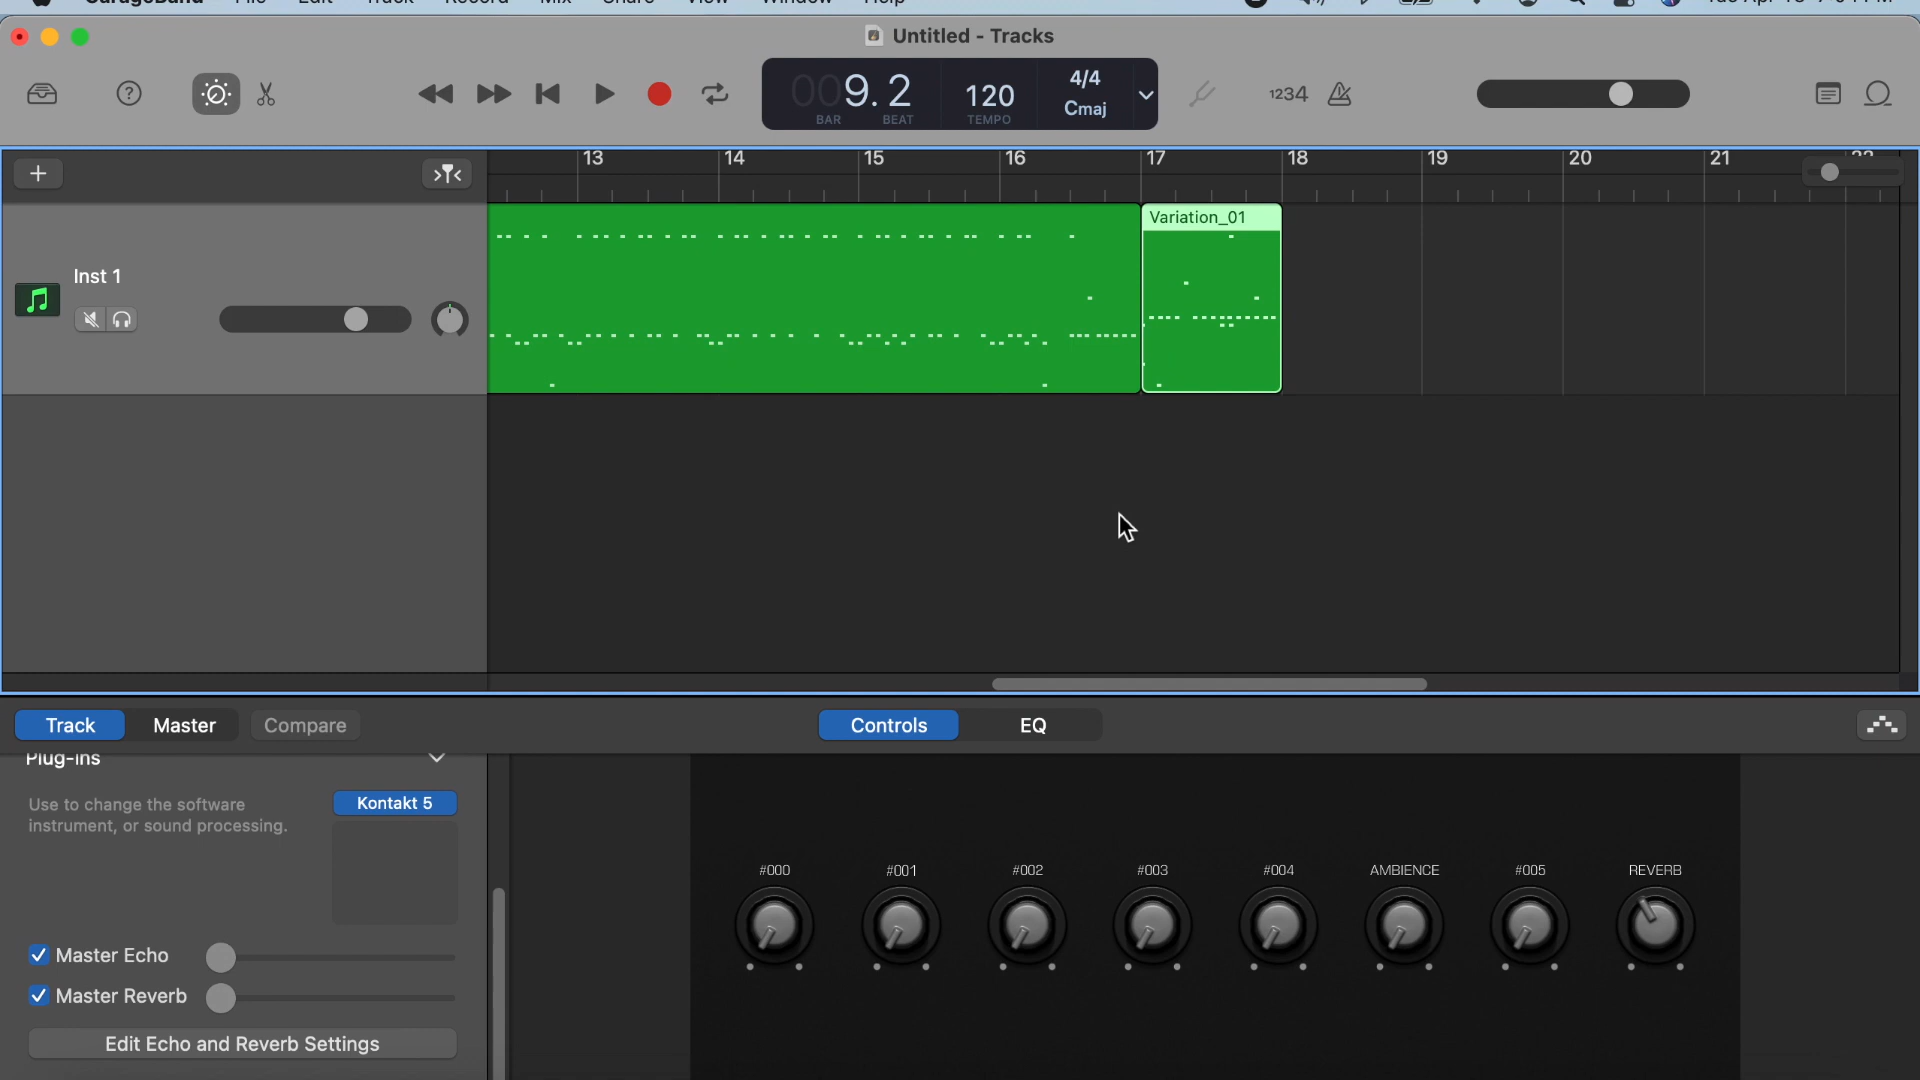 Untitled - Tracks
009. 2
BAR BEAT
120
TEMPO
4/4
Cmaj
1234
13 14 15 16 17 18 19 20 21
Variation_01
Inst 1
Track Master Compare
Controls EQ
Plug-ins
Use to change the software
instrument, or sound processing.
Kontakt 5
Master Echo
Master Reverb
Edit Echo and Reverb Settings
#000 #001 #002 #003 #004 AMBIENCE #005 REVERB